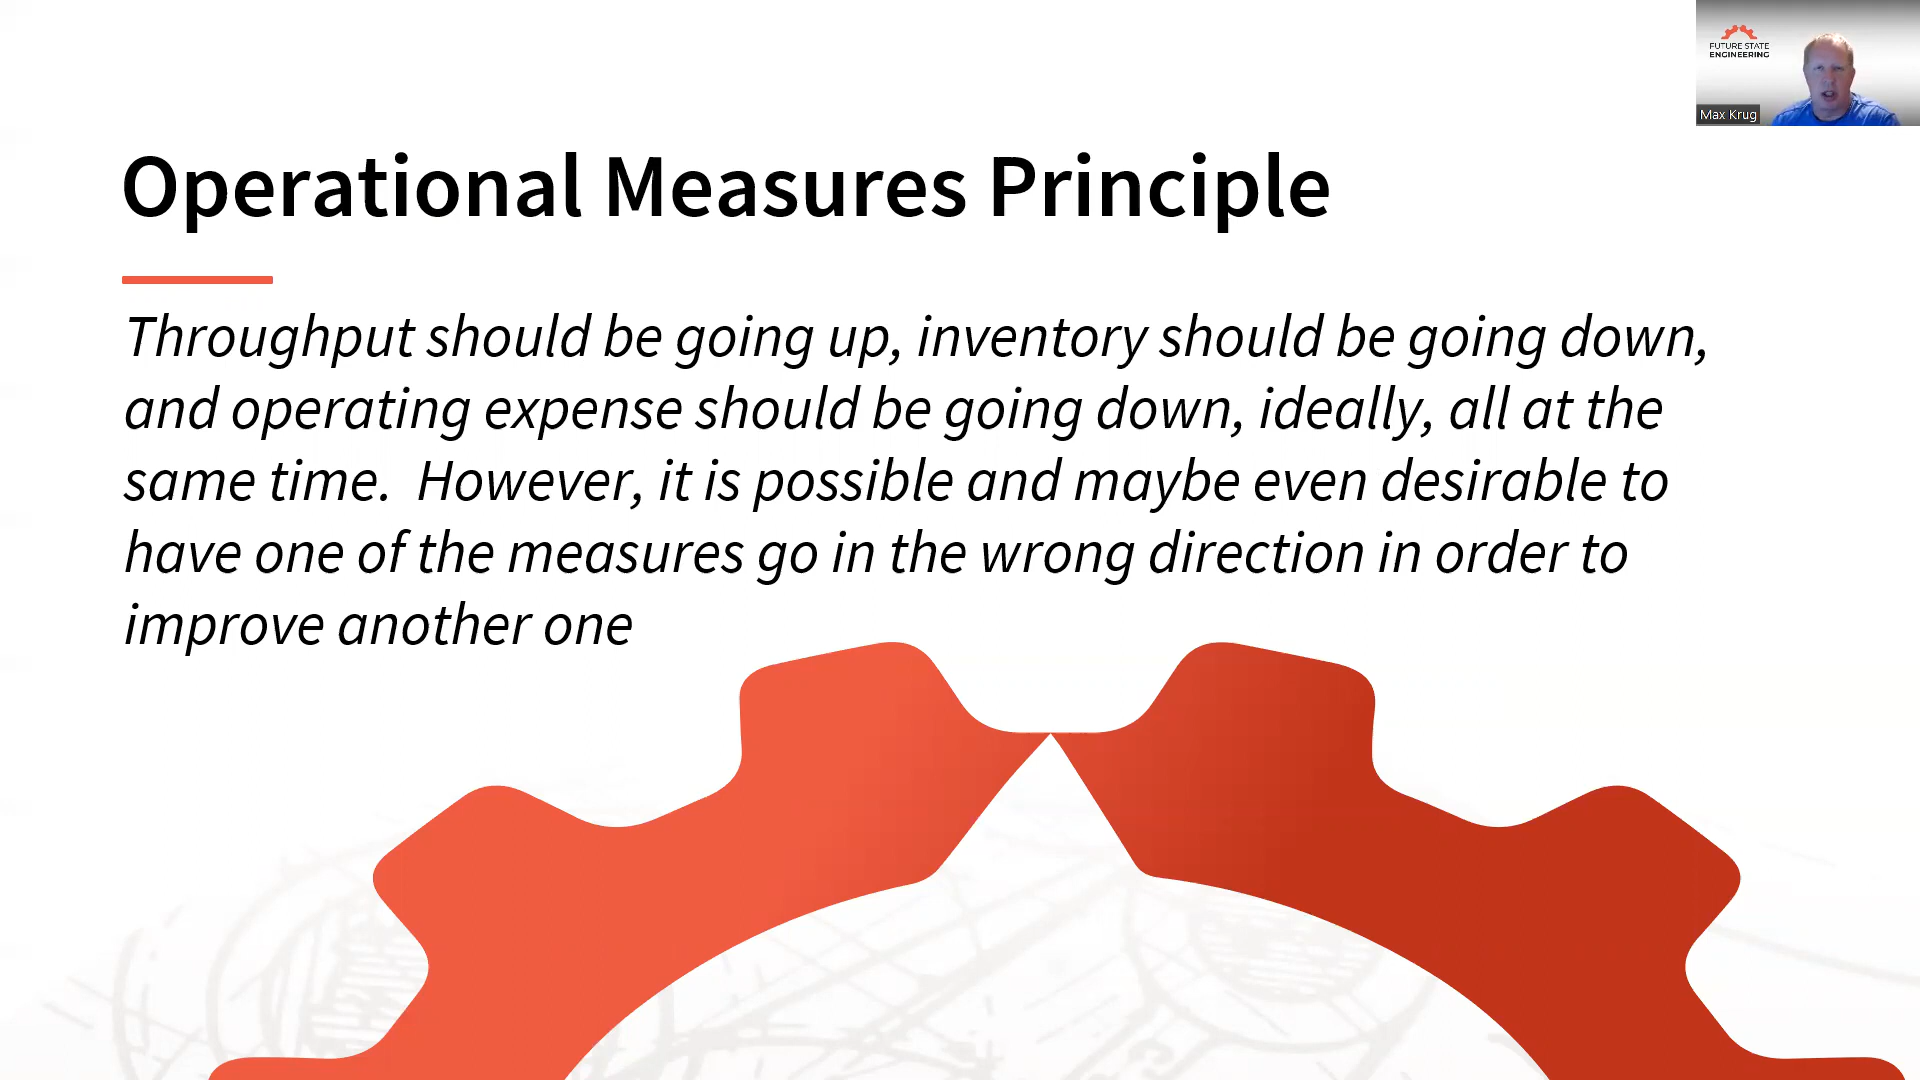 FUTURE STATE
ENGINEERING
Max Krug
Operational Measures Principle
Throughput should be going up, inventory should be going down,
and operating expense should be going down, ideally, all at the
same time.  However, it is possible and maybe even desirable to
have one of the measures go in the wrong direction in order to
improve another one